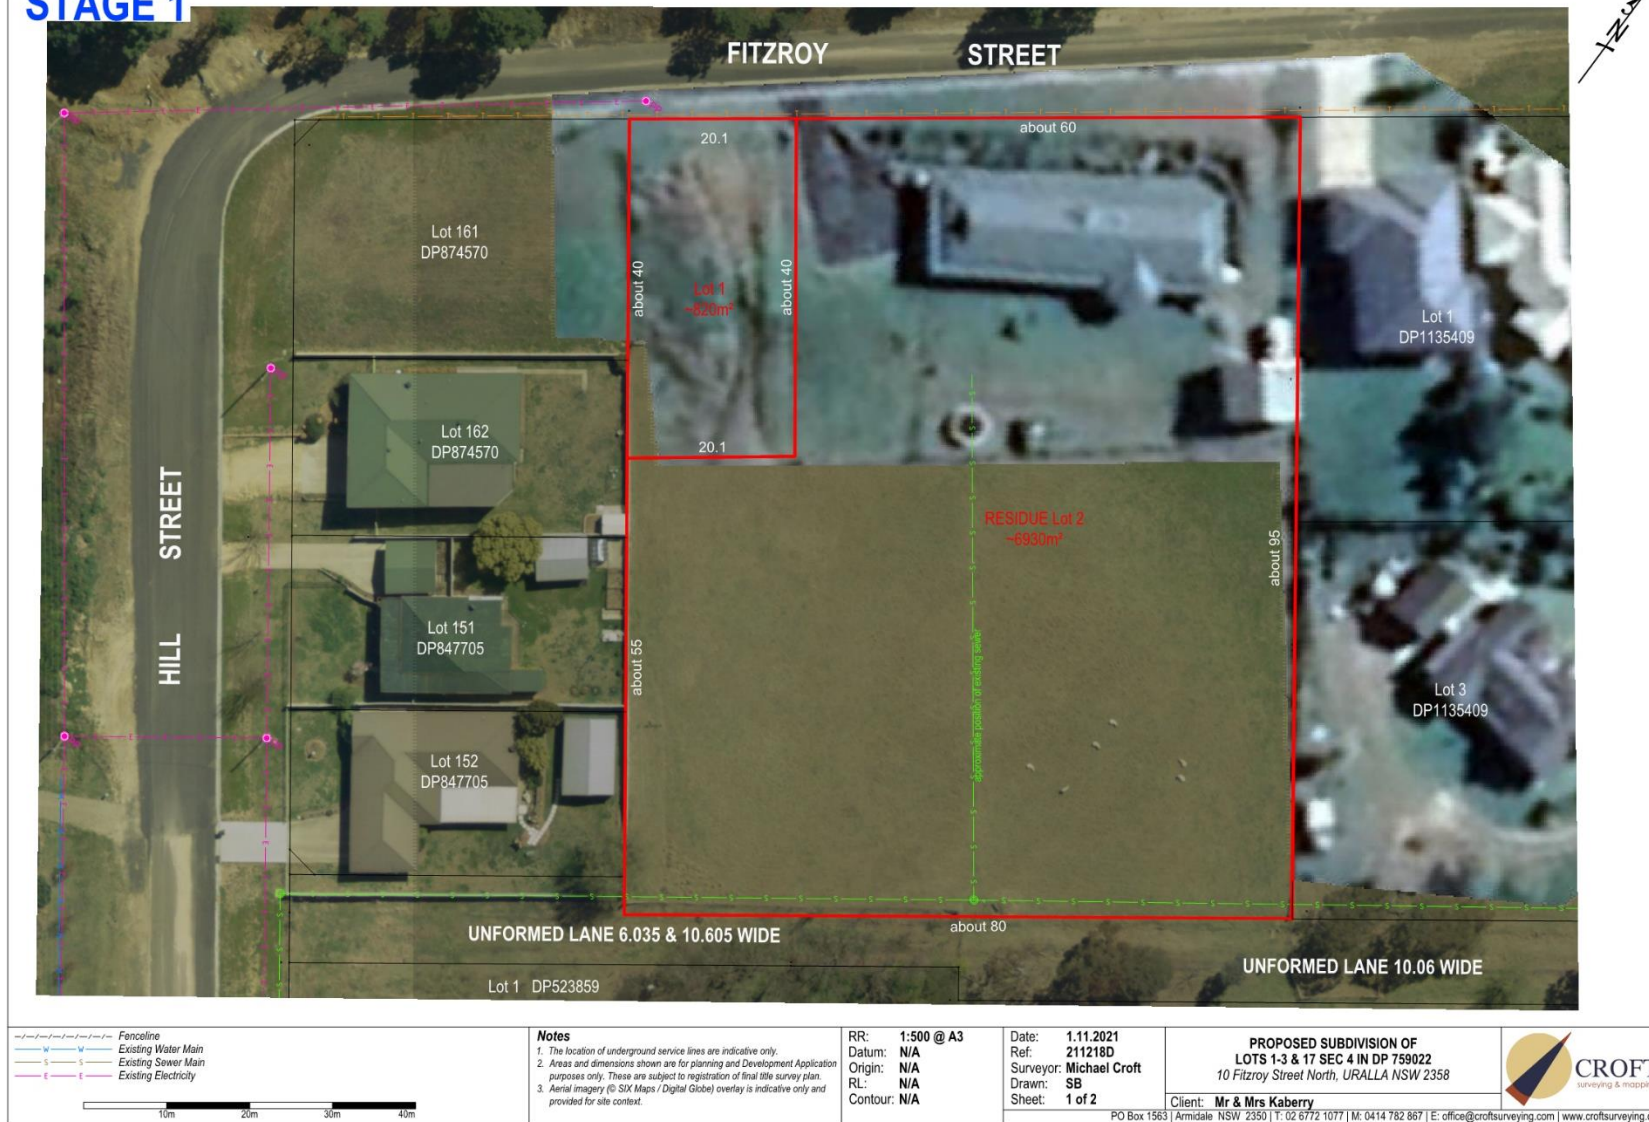 STAGE 1
FITZROY STREET
20.1
about 60
Lot 161
DP874570
about 40
about 40
Lot 1
~820m²
Lot 1
DP1135409
Lot 162
DP874570
20.1
RESIDUE Lot 2
~6930m²
about 95
HILL STREET
Lot 151
DP847705
about 55
approximate position of existing sewer
Lot 3
DP1135409
Lot 152
DP847705
about 80
UNFORMED LANE 6.035 & 10.605 WIDE
UNFORMED LANE 10.06 WIDE
Lot 1 DP523859
Fenceline
Existing Water Main
Existing Sewer Main
Existing Electricity
10m 20m 30m 40m
Notes
1. The location of underground service lines are indicative only.
2. Areas and dimensions shown are for planning and Development Application
purposes only. These are subject to registration of final title survey plan.
3. Aerial imagery (© SIX Maps / Digital Globe) overlay is indicative only and
provided for site context.
RR: 1:500 @ A3
Datum: N/A
Origin: N/A
RL: N/A
Contour: N/A
Date: 1.11.2021
Ref: 211218D
Surveyor: Michael Croft
Drawn: SB
Sheet: 1 of 2
PROPOSED SUBDIVISION OF
LOTS 1-3 & 17 SEC 4 IN DP 759022
10 Fitzroy Street North, URALLA NSW 2358
Client: Mr & Mrs Kaberry
CROFT
surveying & mapping
PO Box 1563 | Armidale NSW 2350 | T: 02 6772 1077 | M: 0414 782 867 | E: office@croftsurveying.com | www.croftsurveying.c